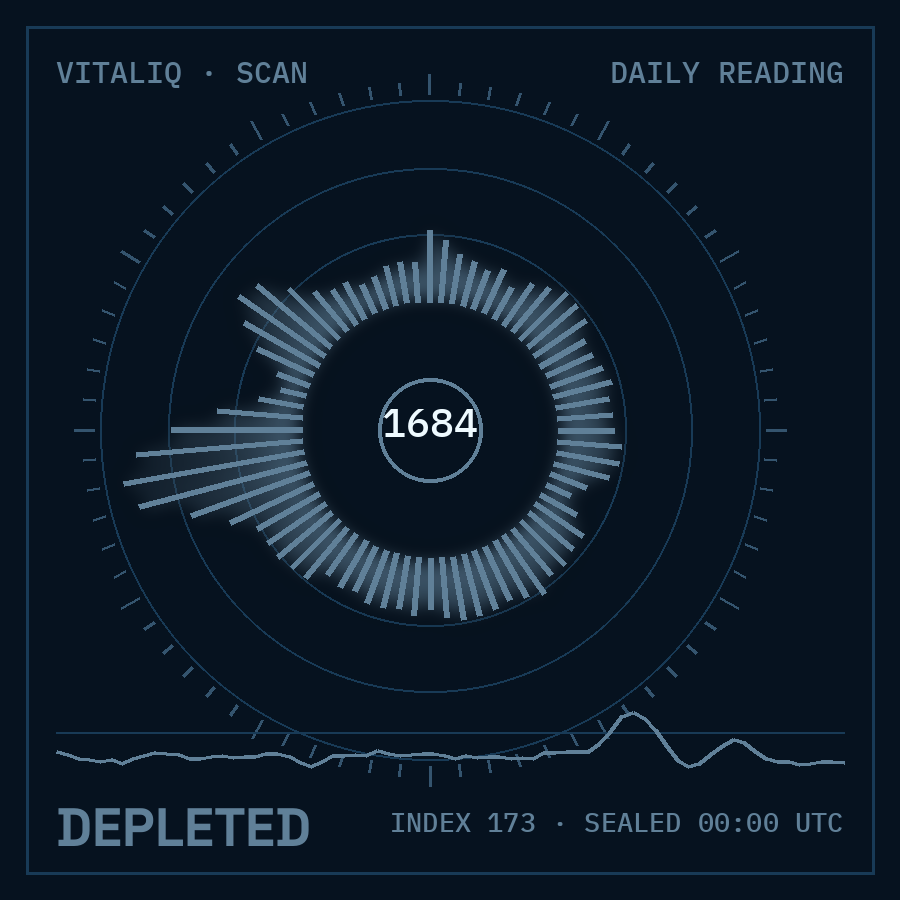 VITALIQ · SCAN
DAILY READING
1684
DEPLETED
INDEX 173 · SEALED 00:00 UTC